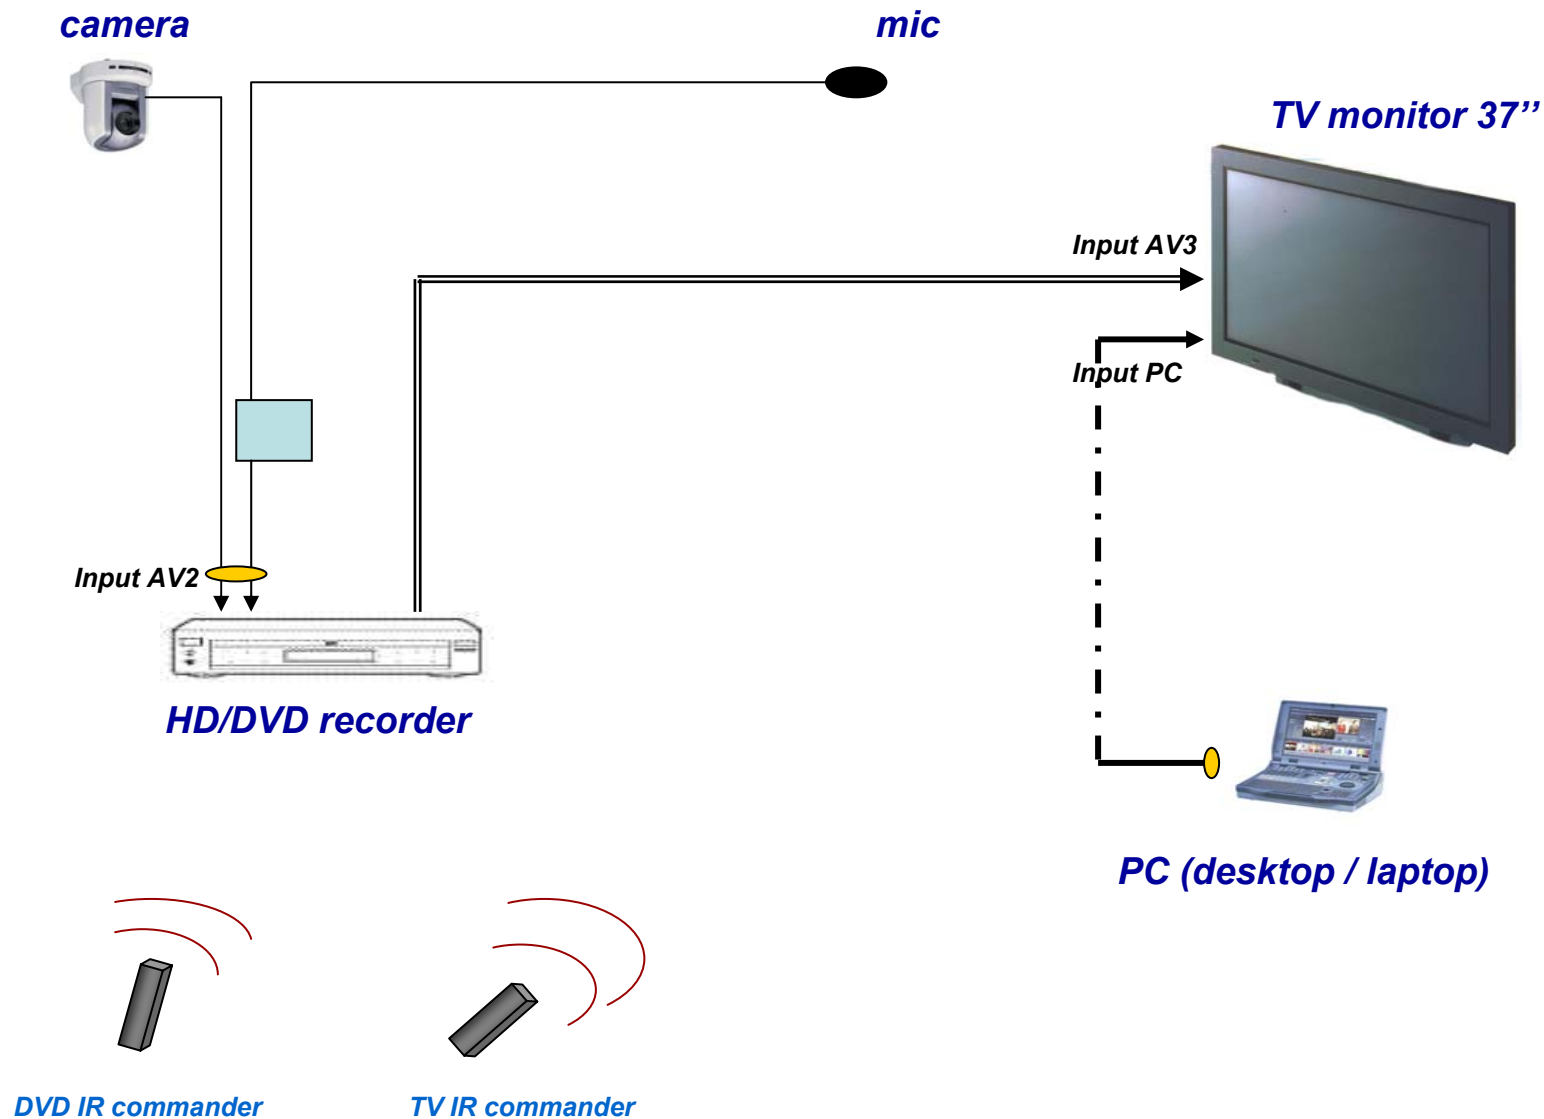 camera
mic
TV monitor 37’’
Input AV3
Input PC
Input AV2
HD/DVD recorder
PC (desktop / laptop)
DVD IR commander
TV IR commander